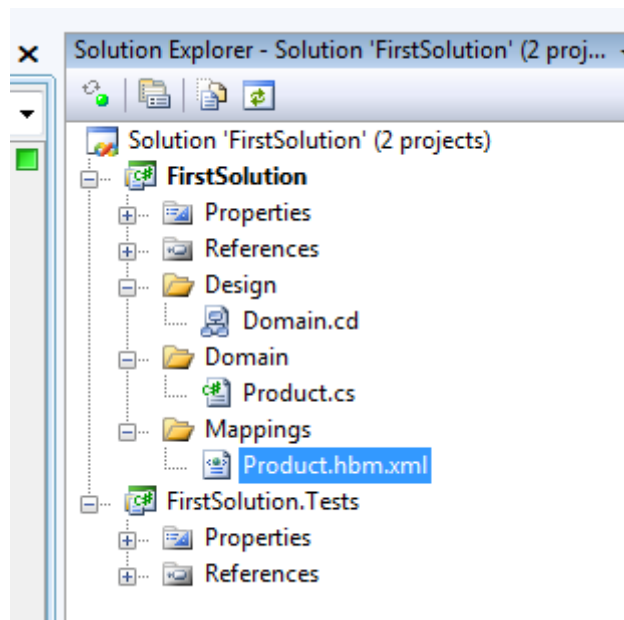 Solution Explorer - Solution 'FirstSolution' (2 proj...
Solution 'FirstSolution' (2 projects)
FirstSolution
Properties
References
Design
Domain.cd
Domain
Product.cs
Mappings
Product.hbm.xml
FirstSolution.Tests
Properties
References